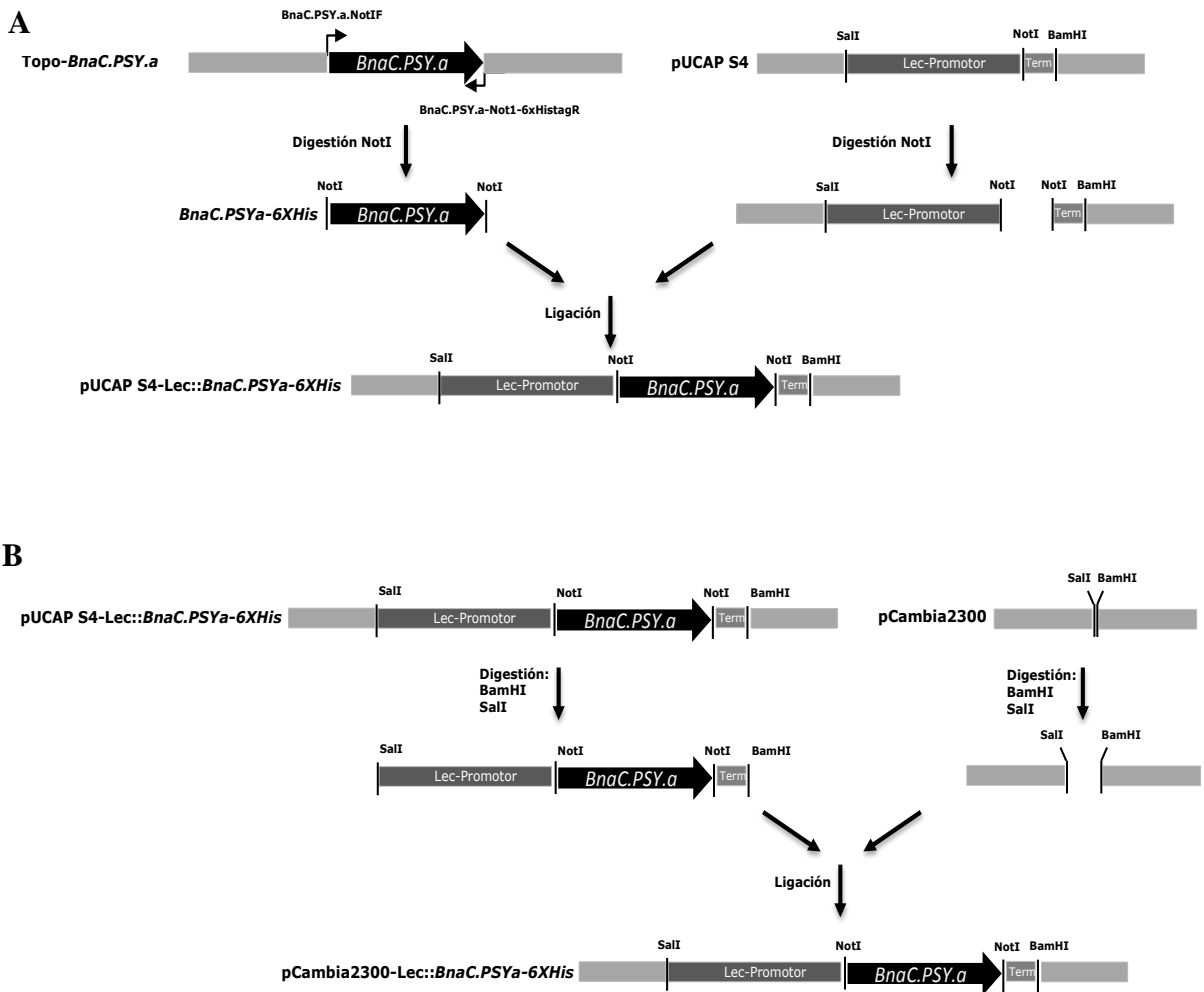 A
BnaC.PSY.a.NotIF
Topo-BnaC.PSY.a
BnaC.PSY.a
BnaC.PSY.a-Not1-6xHistagR
pUCAP S4
SalI
NotI
BamHI
Lec-Promotor
Term
Digestión NotI
Digestión NotI
BnaC.PSYa-6XHis
NotI
NotI
BnaC.PSY.a
SalI
NotI
NotI
BamHI
Lec-Promotor
Term
Ligación
pUCAP S4-Lec::BnaC.PSYa-6XHis
SalI
NotI
NotI
BamHI
Lec-Promotor
BnaC.PSY.a
Term
B
pUCAP S4-Lec::BnaC.PSYa-6XHis
SalI
NotI
NotI
BamHI
Lec-Promotor
BnaC.PSY.a
Term
pCambia2300
SalI
BamHI
Digestión:
BamHI
SalI
Digestión:
BamHI
SalI
SalI
NotI
NotI
BamHI
Lec-Promotor
BnaC.PSY.a
Term
SalI
BamHI
Ligación
pCambia2300-Lec::BnaC.PSYa-6XHis
SalI
NotI
NotI
BamHI
Lec-Promotor
BnaC.PSY.a
Term